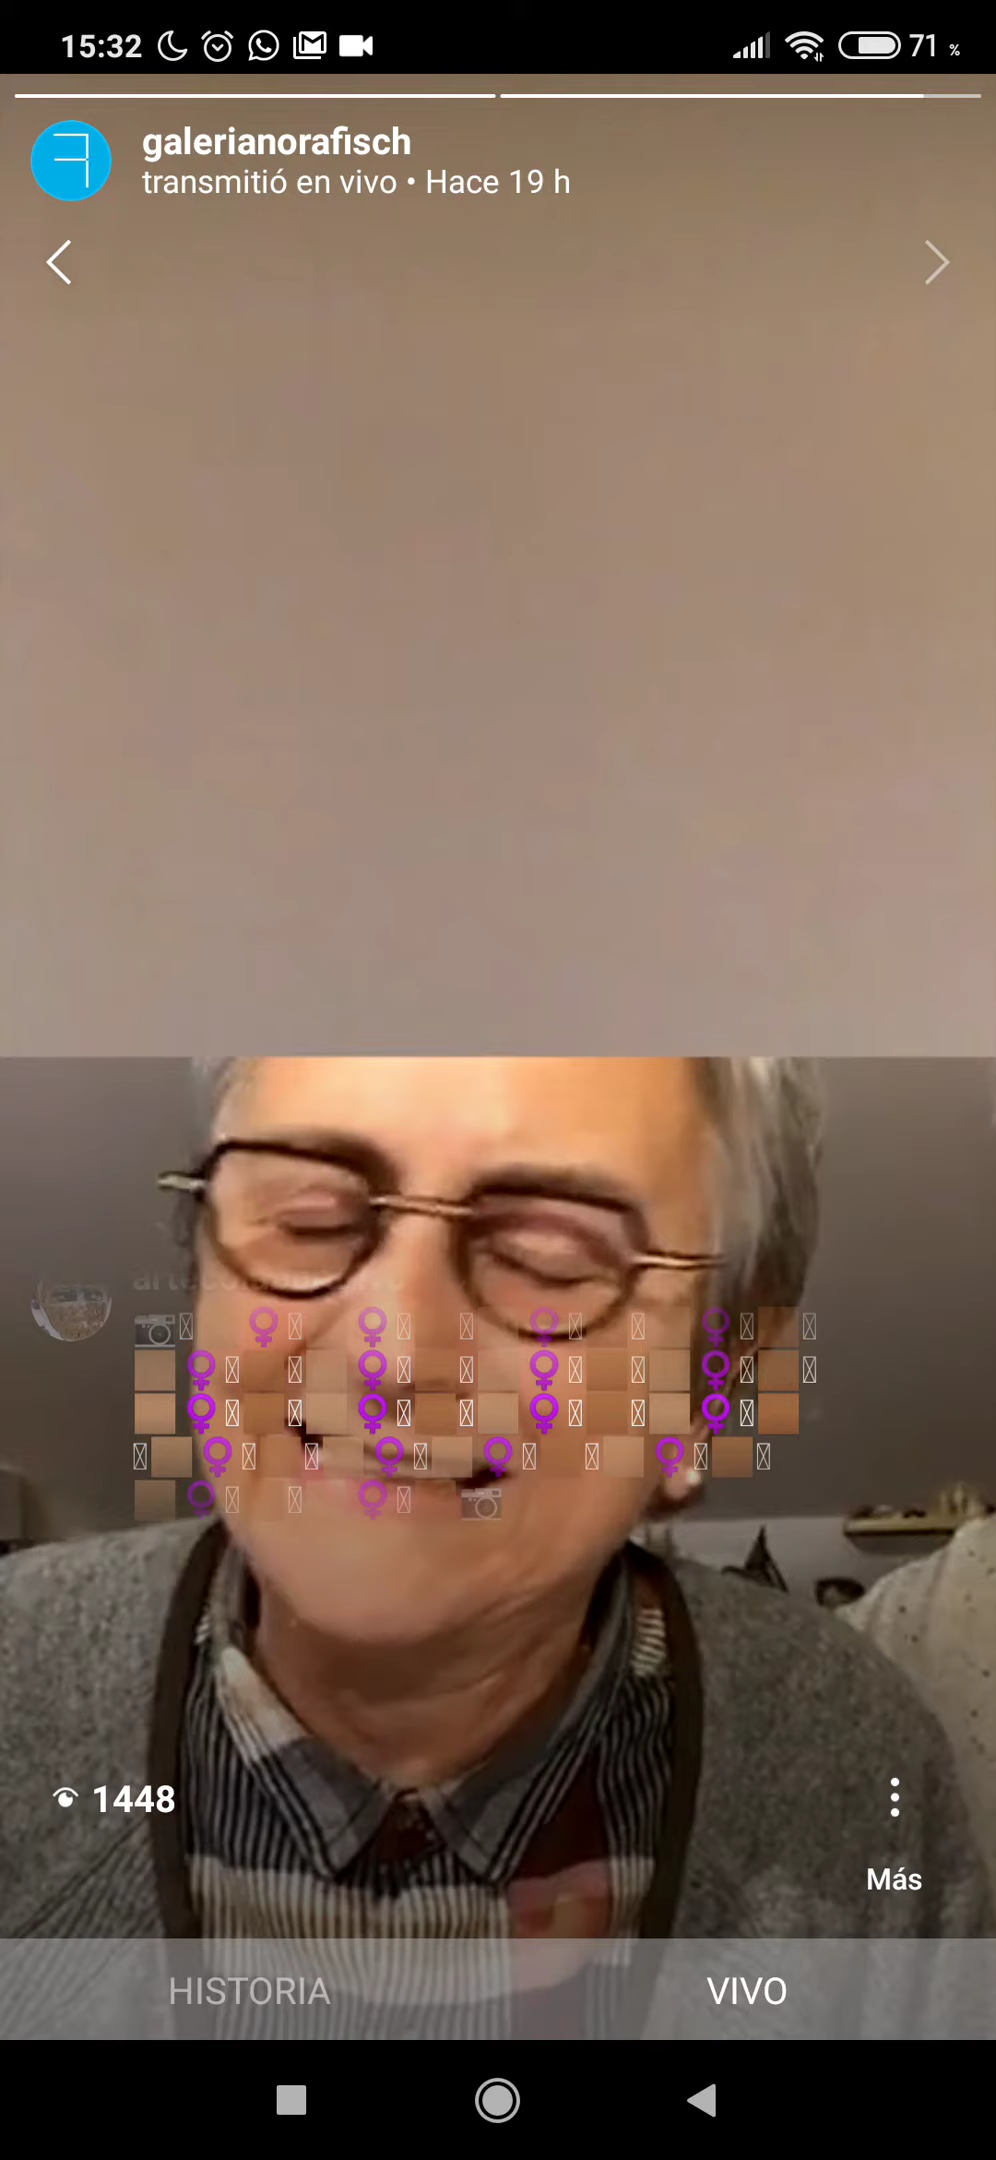 15:32
71 %
galerianorafisch
transmitió en vivo • Hace 19 h
1448
Más
HISTORIA
VIVO